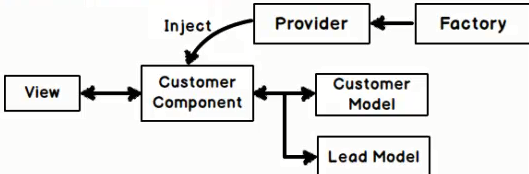 Inject
Provider
Factory
View
Customer
Component
Customer
Model
Lead Model